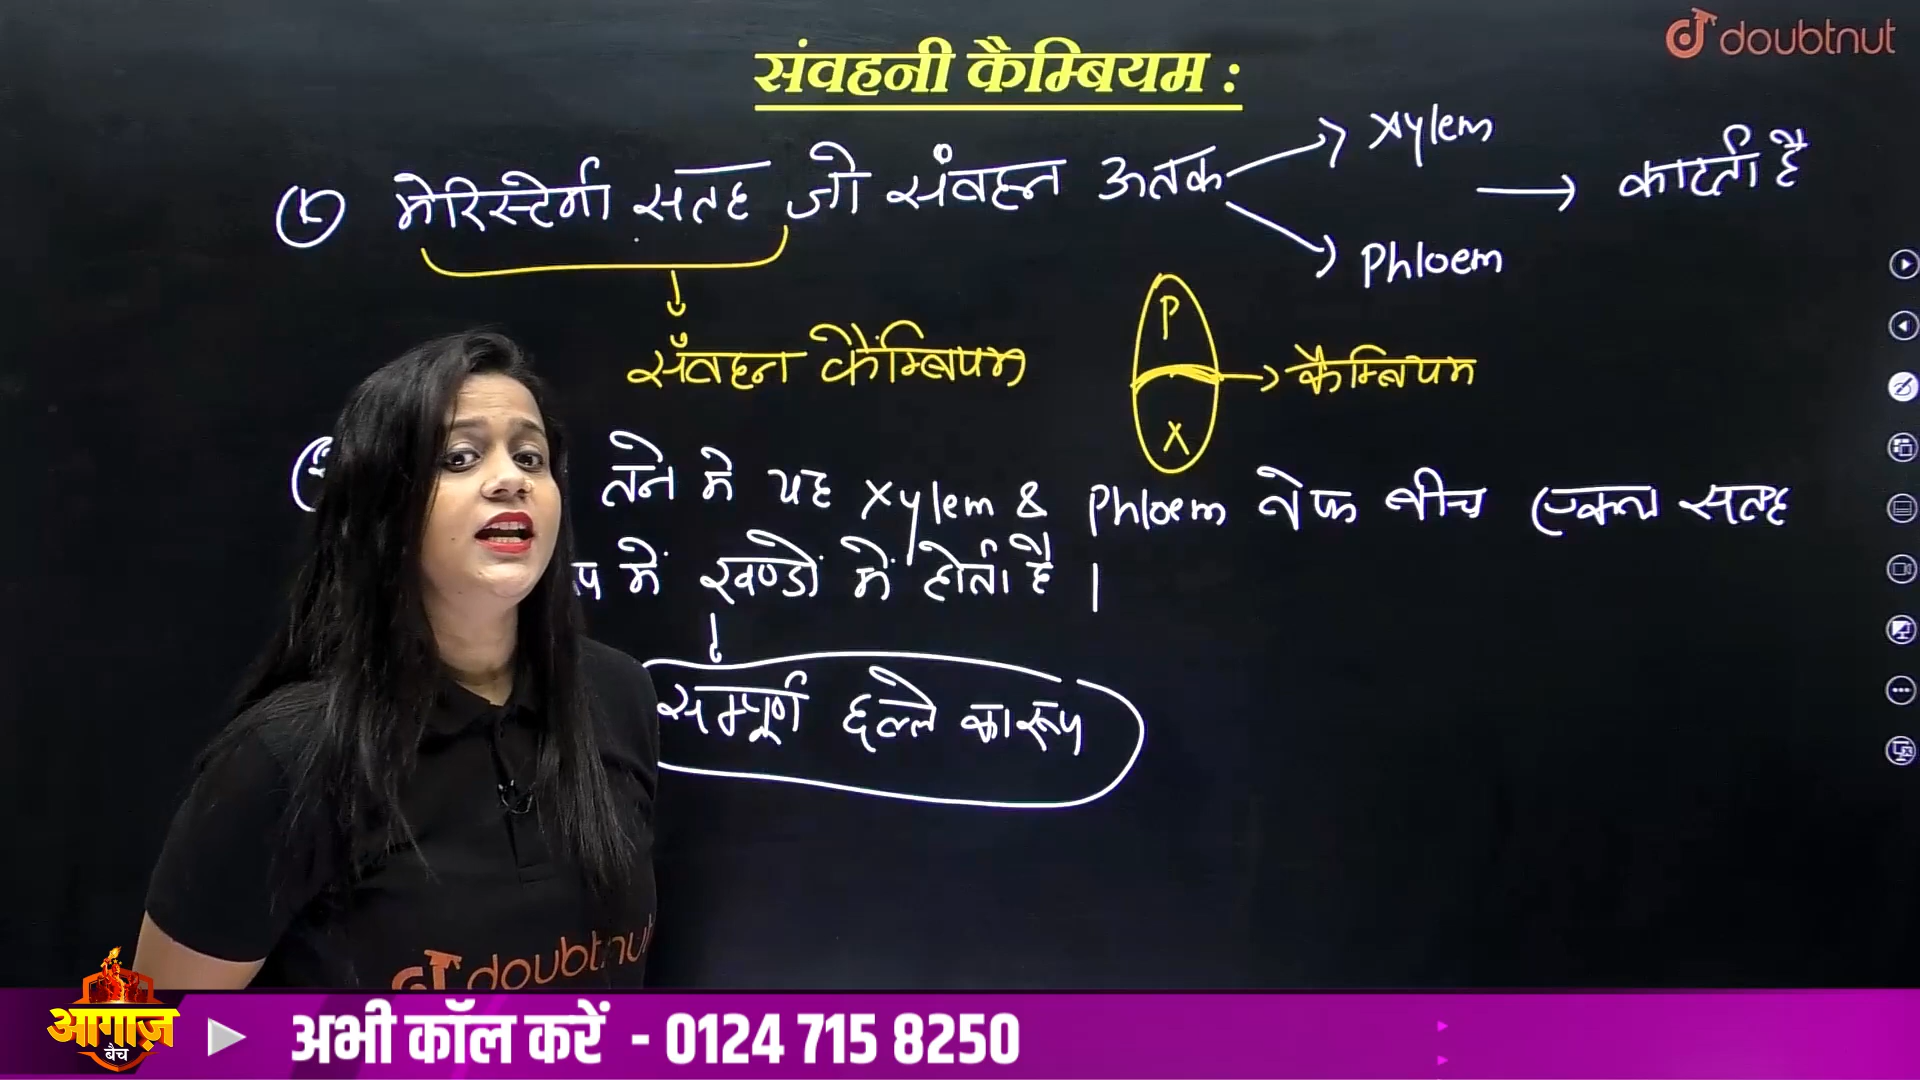 doubtnut
संवहनी कैम्बियम :
(1) मेरिस्टेमी सतह जो संवहन ऊतक → Xylem → काटती है
→ Phloem
संवहन कैम्बियम
P
→ कैम्बियम
X
तने में यह Xylem & Phloem के बीच एकल सतह
में खण्डों में होती है |
सम्पूर्ण छल्ले का रूप
doubtnut
आगाज़
बैच
अभी कॉल करें - 0124 715 8250